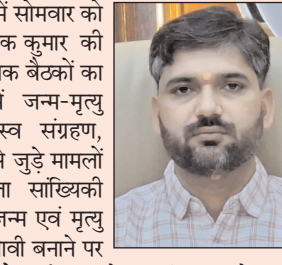 में सोमवार को
क कुमार की
क बैठकों का
जन्म-मृत्यु
स्व संग्रहण,
से जुड़े मामलों
सांख्यिकी
जन्म एवं मृत्यु
वी बनाने पर